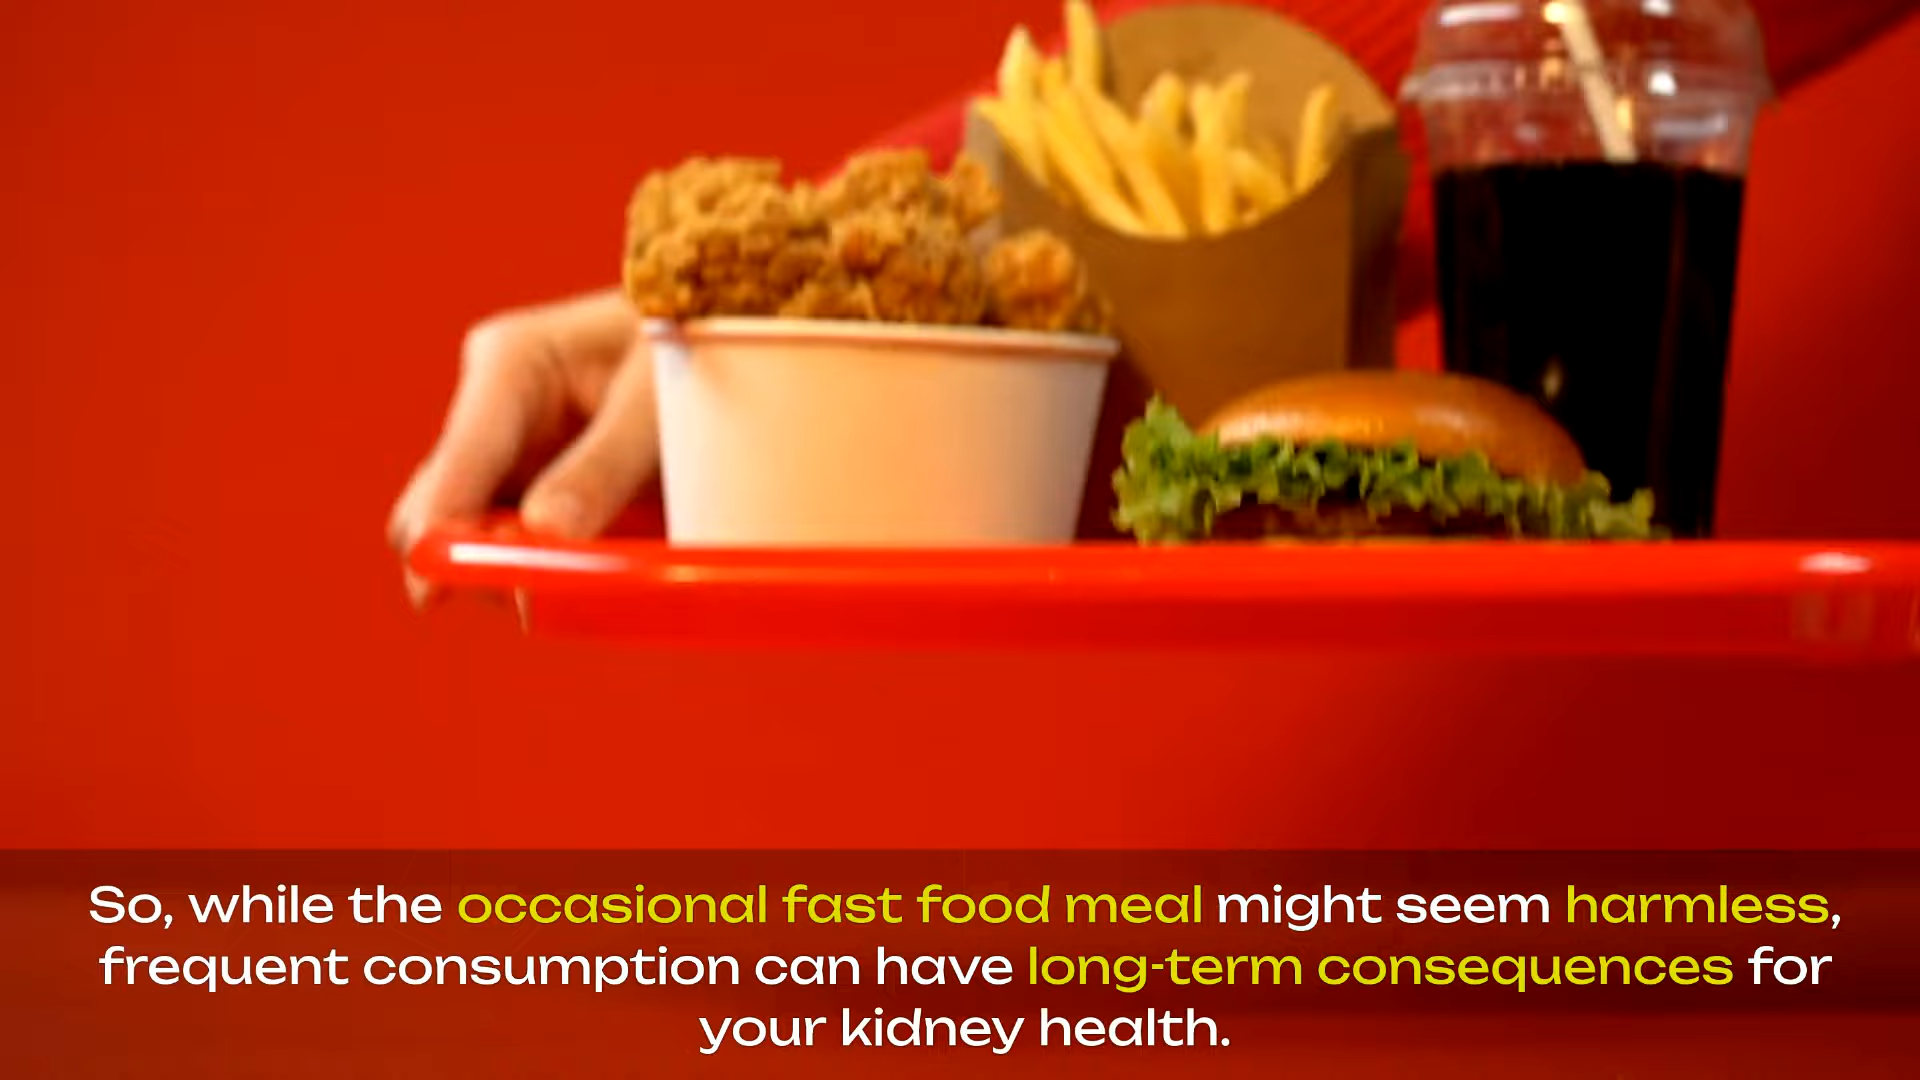 So, while the occasional fast food meal might seem harmless,
frequent consumption can have long-term consequences for
your kidney health.